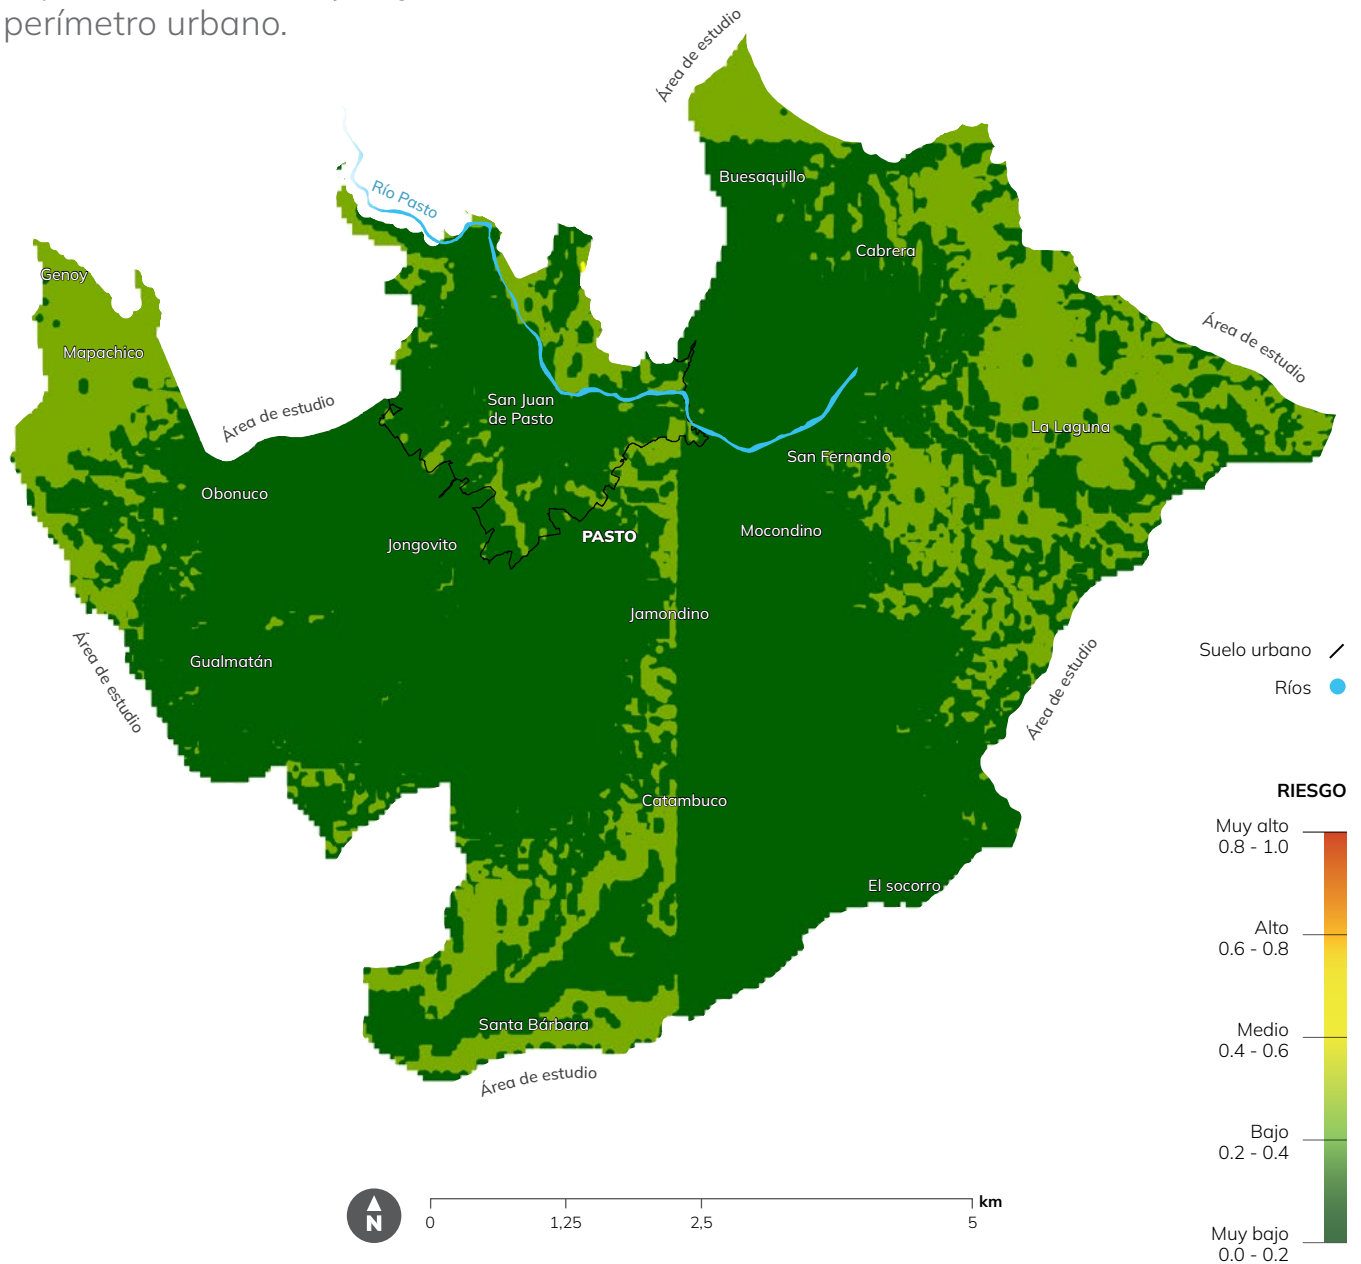 perímetro urbano.
Área de estudio
Buesaquillo
Río Pasto
Cabrera
Genoy
Mapachico
Área de estudio
San Juan
de Pasto
Área de estudio
La Laguna
San Fernando
Obonuco
Mocondino
PASTO
Jongovito
Jamondino
Gualmatán
Área de estudio
Área de estudio
Suelo urbano
Ríos
Catambuco
El socorro
Santa Bárbara
Área de estudio
RIESGO
Muy alto
0.8 - 1.0
Alto
0.6 - 0.8
Medio
0.4 - 0.6
Bajo
0.2 - 0.4
Muy bajo
0.0 - 0.2
N
km
0
1,25
2,5
5